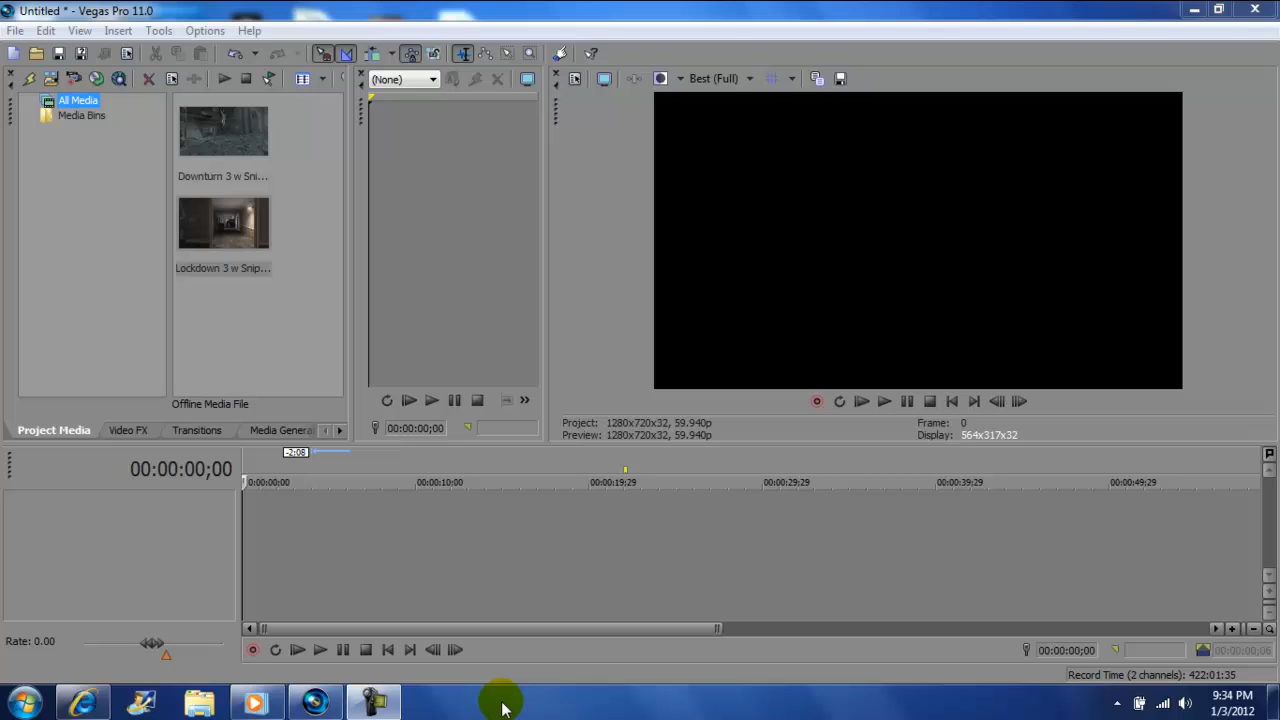 Untitled * - Vegas Pro 11.0
File Edit View Insert Tools Options Help
(None)
Best (Full)
All Media
Media Bins
Downturn 3 w Sni...
Lockdown 3 w Snip...
Offline Media File
00:00:00;00
Project Media Video FX Transitions Media Genera
Project: 1280x720x32, 59.940p
Preview: 1280x720x32, 59.940p
Frame: 0
Display: 564x317x32
-2:08
00:00:00;00
0:00:00:00 00:00:10;00 00:00:19;29 00:00:29;29 00:00:39;29 00:00:49;29
Rate: 0.00
00:00:00;00
00:00:00;06
Record Time (2 channels): 422:01:35
9:34 PM
1/3/2012